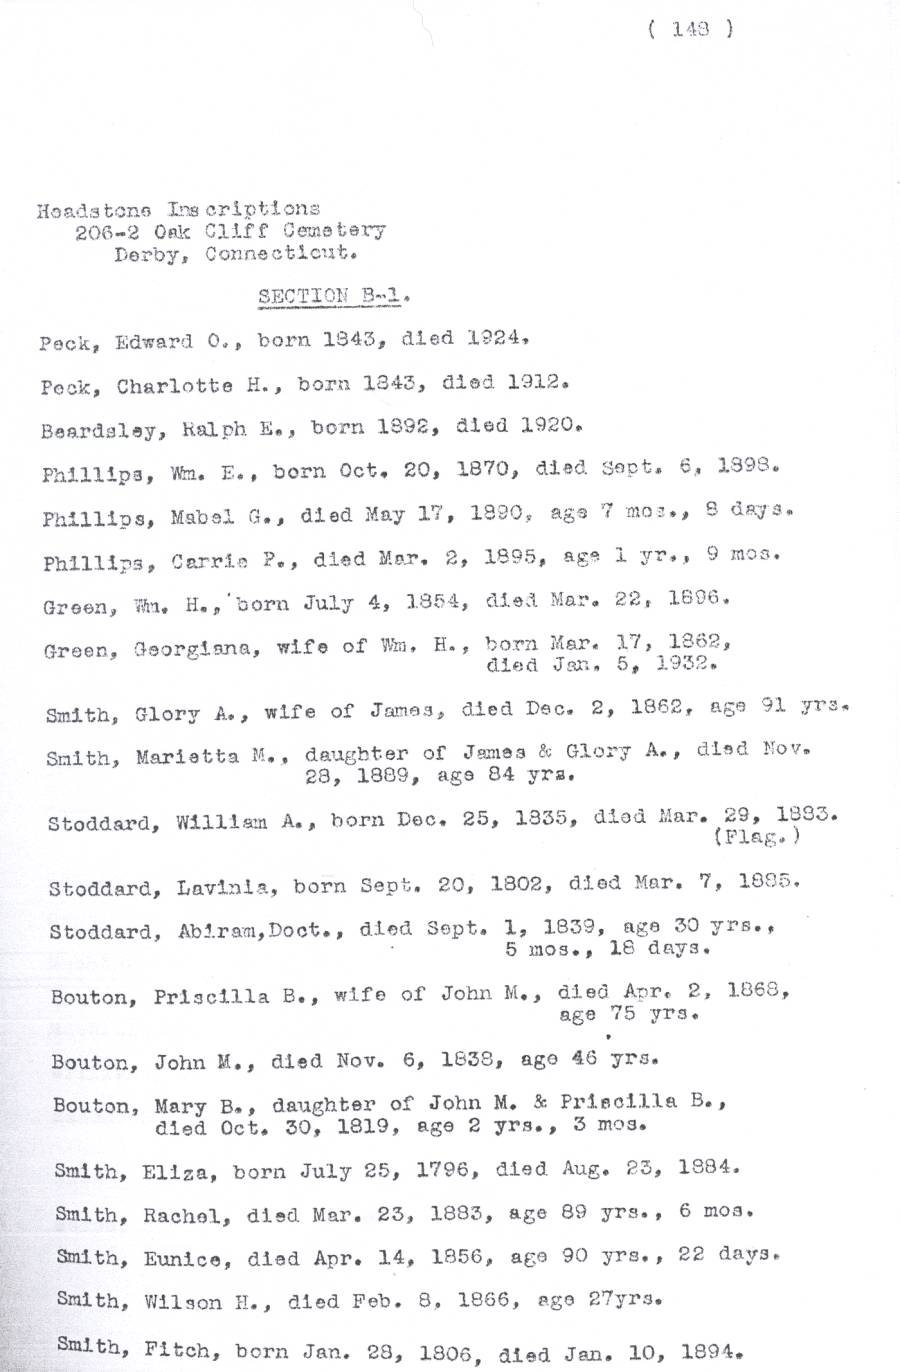 ( 148 )
Headstone Inscriptions
206-2 Oak Cliff Cemetery
Derby, Connecticut.
SECTION B-1.
Peck, Edward O., born 1843, died 1924.
Peck, Charlotte H., born 1843, died 1912.
Beardsley, Ralph E., born 1892, died 1920.
Phillips, Wm. E., born Oct. 20, 1870, died Sept. 6, 1898.
Phillips, Mabel G., died May 17, 1890, age 7 mos., 8 days.
Phillips, Carrie P., died Mar. 2, 1895, age 1 yr., 9 mos.
Green, Wm. H., born July 4, 1854, died Mar. 22, 1896.
Green, Georgiana, wife of Wm. H., born Mar. 17, 1862,
died Jan. 5, 1932.
Smith, Glory A., wife of James, died Dec. 2, 1862, age 91 yrs.
Smith, Marietta M., daughter of James & Glory A., died Nov.
28, 1889, age 84 yrs.
Stoddard, William A., born Dec. 25, 1835, died Mar. 29, 1883.
(Flag.)
Stoddard, Lavinia, born Sept. 20, 1802, died Mar. 7, 1885.
Stoddard, Abiram,Doct., died Sept. 1, 1839, age 30 yrs.,
5 mos., 18 days.
Bouton, Priscilla B., wife of John M., died Apr. 2, 1868,
age 75 yrs.
Bouton, John M., died Nov. 6, 1838, age 46 yrs.
Bouton, Mary B., daughter of John M. & Priscilla B.,
died Oct. 30, 1819, age 2 yrs., 3 mos.
Smith, Eliza, born July 25, 1796, died Aug. 23, 1884.
Smith, Rachel, died Mar. 23, 1883, age 89 yrs., 6 mos.
Smith, Eunice, died Apr. 14, 1856, age 90 yrs., 22 days.
Smith, Wilson H., died Feb. 8, 1866, age 27yrs.
Smith, Fitch, born Jan. 28, 1806, died Jan. 10, 1894.